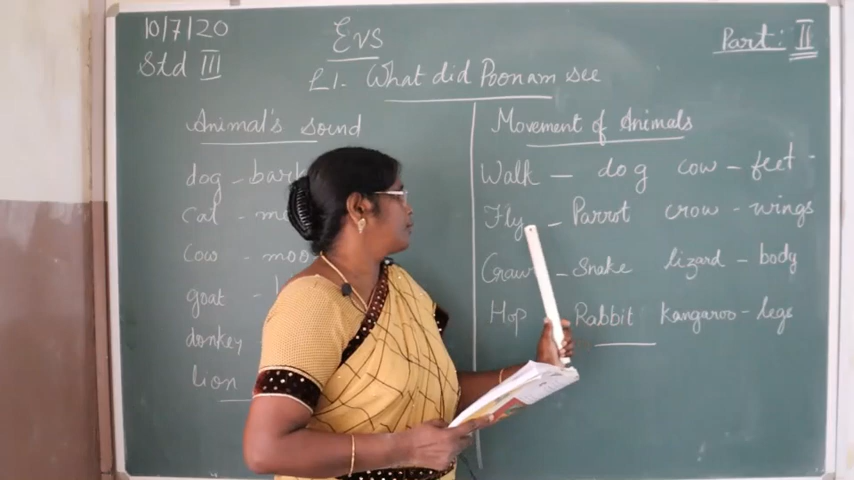 10/7/20
Std III
EVS
Part: II
L1- What did Poonam see
Animal's sound
dog - bark
cat -
cow - moo
goat -
donkey
lion
Movement of Animals
Walk - dog cow - feet
Fly - Parrot crow - wings
- Snake lizard - body
Hop Rabbit kangaroo - legs